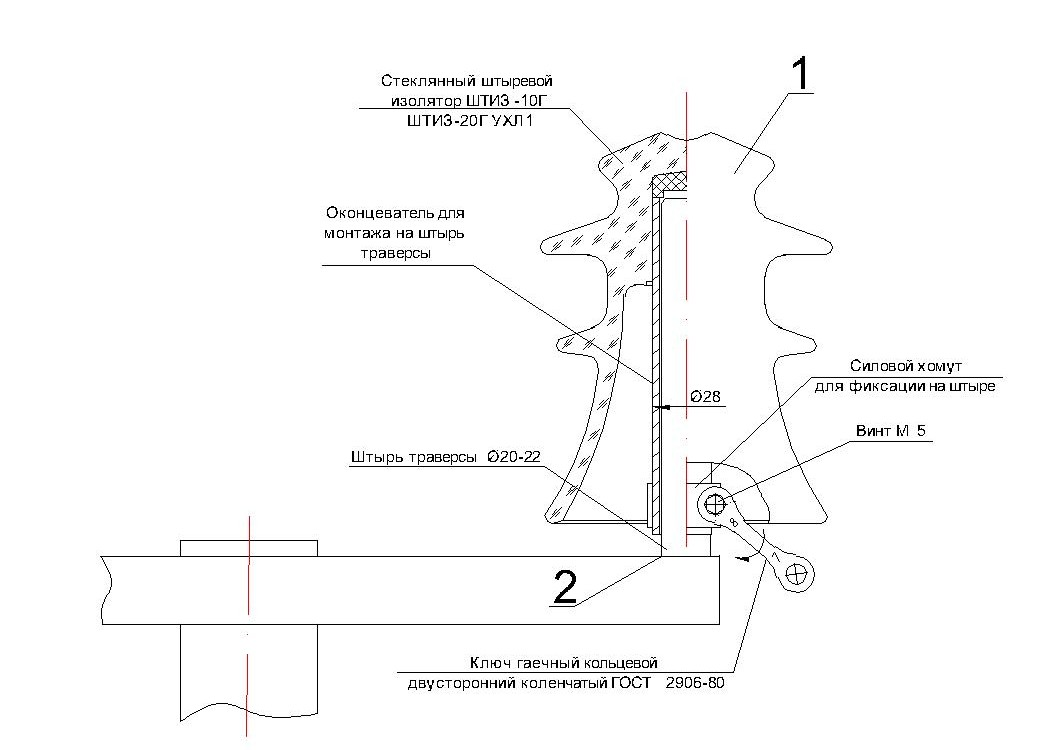 Стеклянный штыревой
изолятор ШТИЗ -10Г
ШТИЗ-20Г УХЛ1
1
Оконцеватель для
монтажа на штырь
траверсы
Силовой хомут
для фиксации на штыре
Ø28
Винт М 5
Штырь траверсы Ø20-22
8
7
2
Ключ гаечный кольцевой
двусторонний коленчатый ГОСТ 2906-80